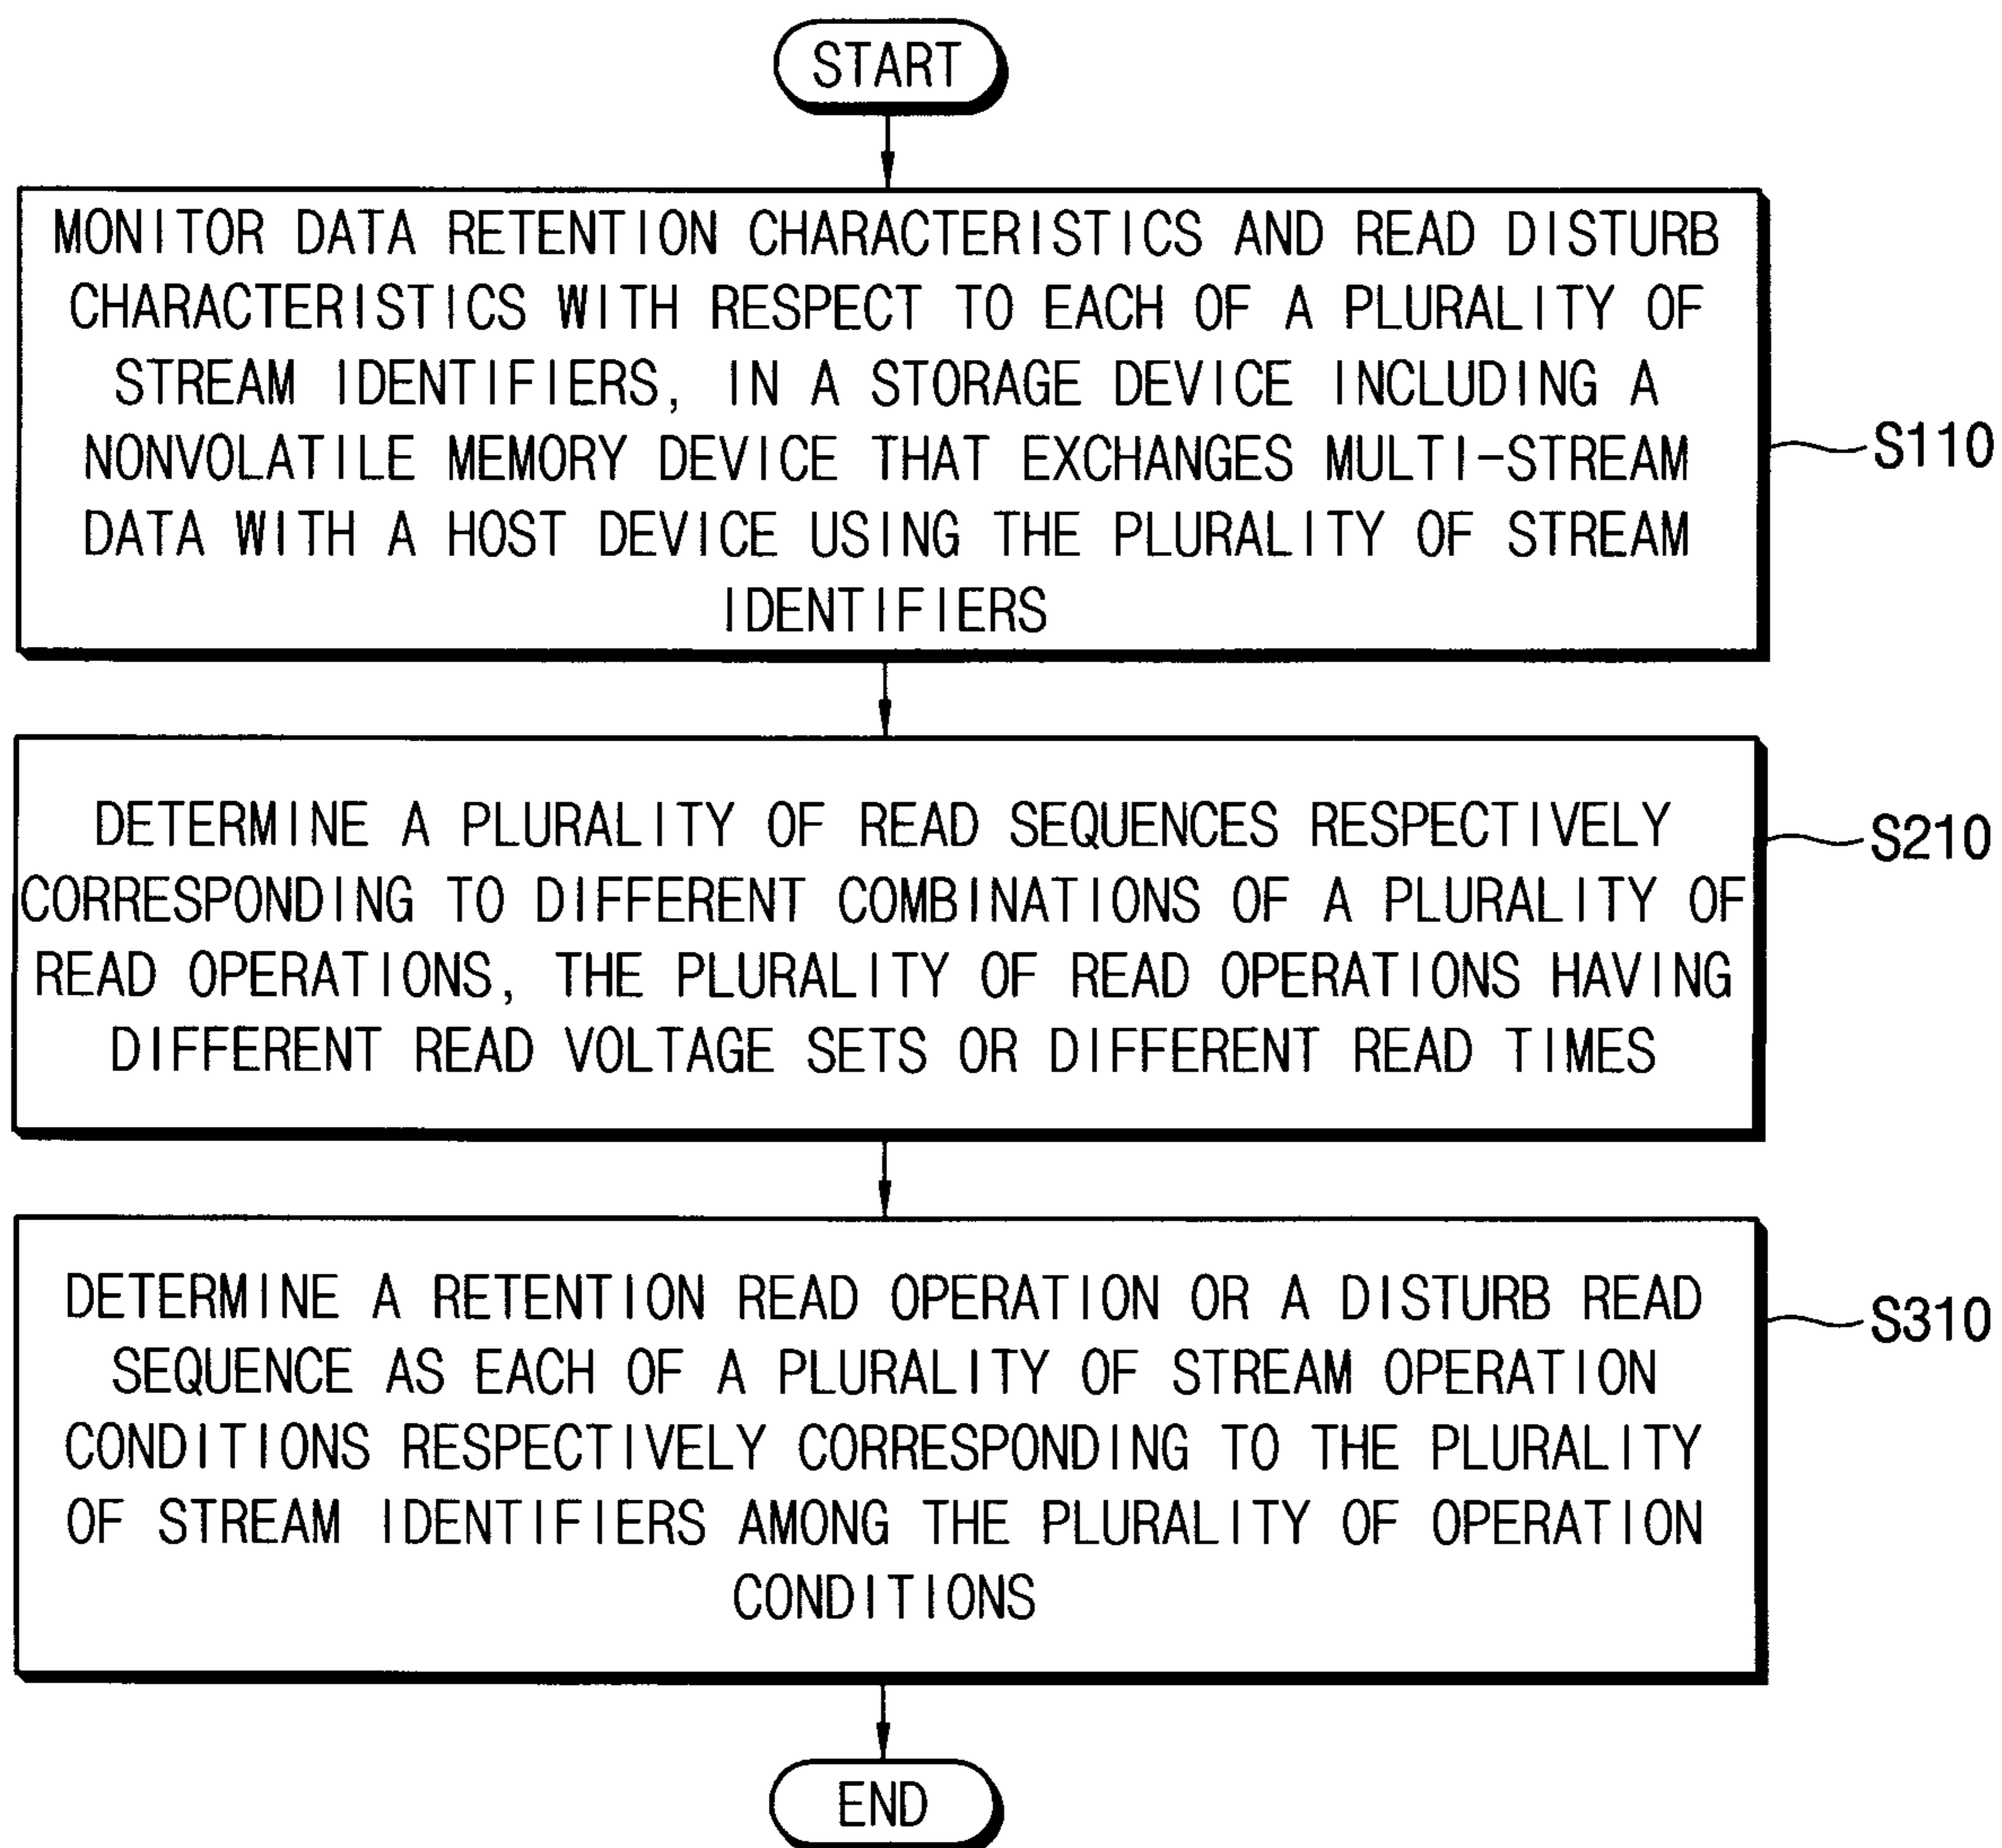 START
MONITOR DATA RETENTION CHARACTERISTICS AND READ DISTURB
CHARACTERISTICS WITH RESPECT TO EACH OF A PLURALITY OF
STREAM IDENTIFIERS, IN A STORAGE DEVICE INCLUDING A
NONVOLATILE MEMORY DEVICE THAT EXCHANGES MULTI-STREAM
DATA WITH A HOST DEVICE USING THE PLURALITY OF STREAM
IDENTIFIERS
S110
DETERMINE A PLURALITY OF READ SEQUENCES RESPECTIVELY
CORRESPONDING TO DIFFERENT COMBINATIONS OF A PLURALITY OF
READ OPERATIONS, THE PLURALITY OF READ OPERATIONS HAVING
DIFFERENT READ VOLTAGE SETS OR DIFFERENT READ TIMES
S210
DETERMINE A RETENTION READ OPERATION OR A DISTURB READ
SEQUENCE AS EACH OF A PLURALITY OF STREAM OPERATION
CONDITIONS RESPECTIVELY CORRESPONDING TO THE PLURALITY
OF STREAM IDENTIFIERS AMONG THE PLURALITY OF OPERATION
CONDITIONS
S310
END